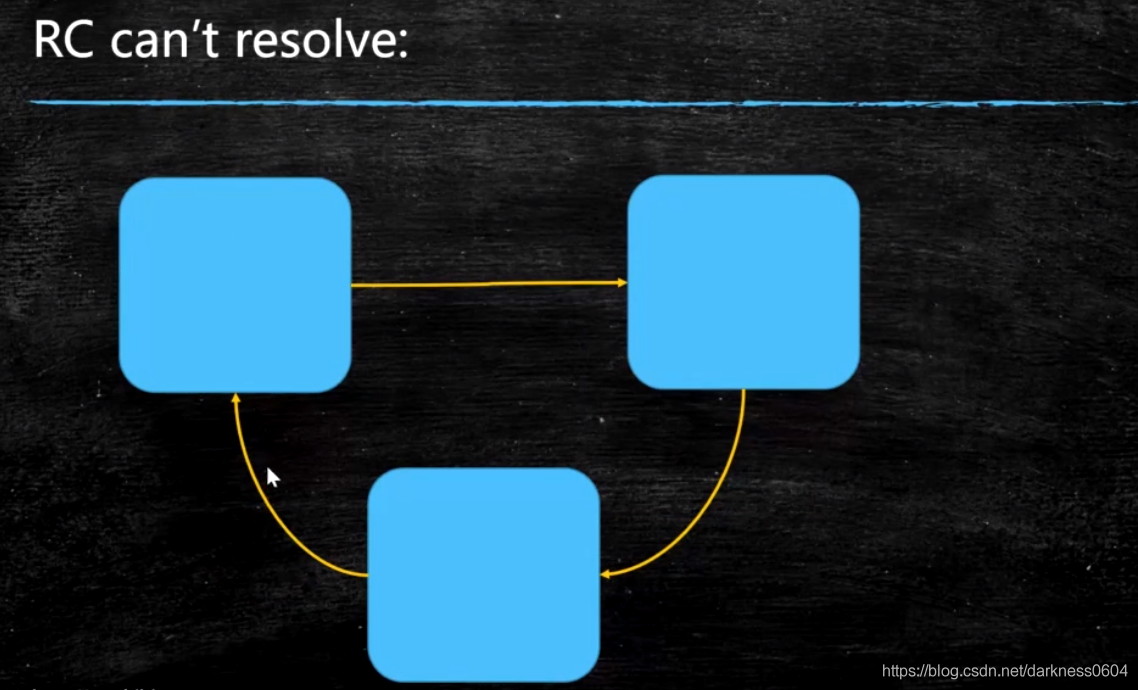 RC can’t resolve:
https://blog.csdn.net/darkness0604